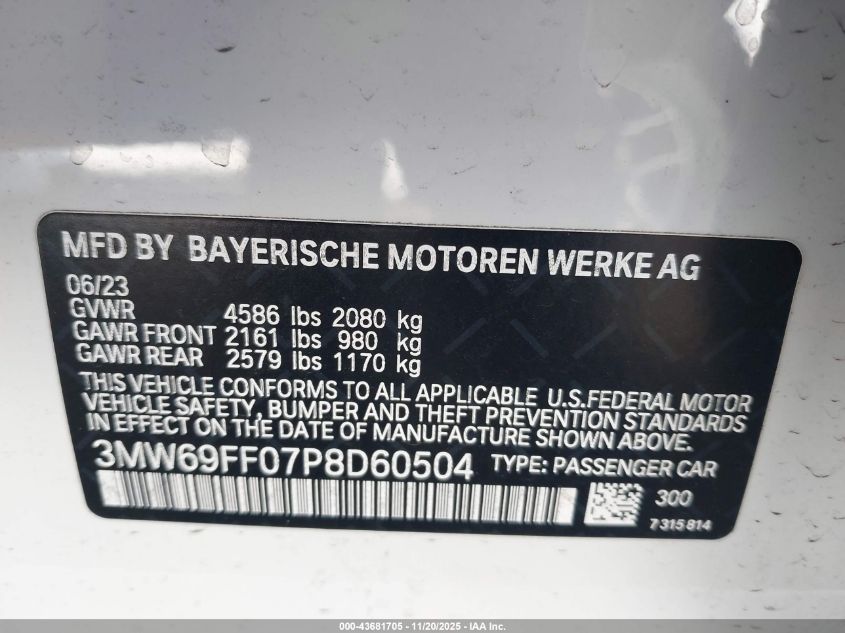 MFD BY BAYERISCHE MOTOREN WERKE AG
06/23
GVWR 4586 lbs 2080 kg
GAWR FRONT 2161 lbs 980 kg
GAWR REAR 2579 lbs 1170 kg
THIS VEHICLE CONFORMS TO ALL APPLICABLE U.S.FEDERAL MOTOR
VEHICLE SAFETY, BUMPER AND THEFT PREVENTION STANDARDS
IN EFFECT ON THE DATE OF MANUFACTURE SHOWN ABOVE.
3MW69FF07P8D60504 TYPE: PASSENGER CAR
300
7 315 814
000-43681705 - 11/20/2025 - IAA Inc.